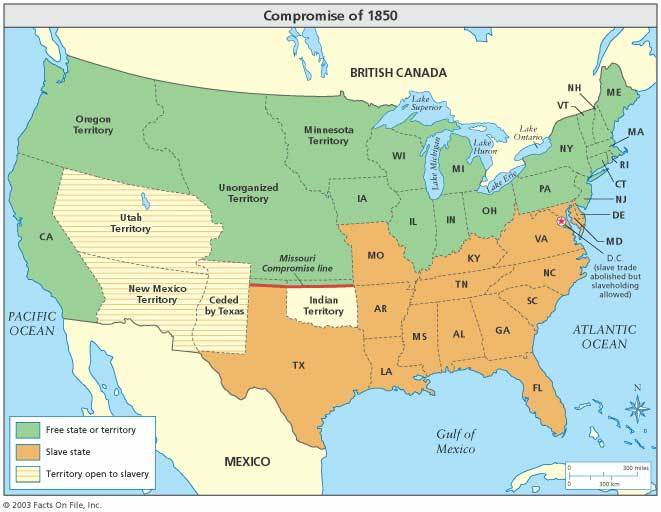 Compromise of 1850
BRITISH CANADA
Lake
Superior
NH
VT
ME
Oregon
Territory
Minnesota
Territory
Lake
Huron
Lake
Ontario
MA
WI
Lake Michigan
MI
NY
RI
Lake Erie
CT
Unorganized
Territory
IA
PA
NJ
Utah
Territory
IL
IN
OH
DE
CA
MO
VA
MD
D.C.
(slave trade
abolished but
slaveholding
allowed)
Missouri
Compromise line
KY
NC
New Mexico
Territory
Ceded
by Texas
Indian
Territory
TN
PACIFIC
OCEAN
AR
SC
ATLANTIC
OCEAN
MS
AL
GA
TX
LA
FL
N
Free state or territory
Slave state
Territory open to slavery
MEXICO
Gulf of
Mexico
0 300 miles
0 300 km
© 2003 Facts On File, Inc.